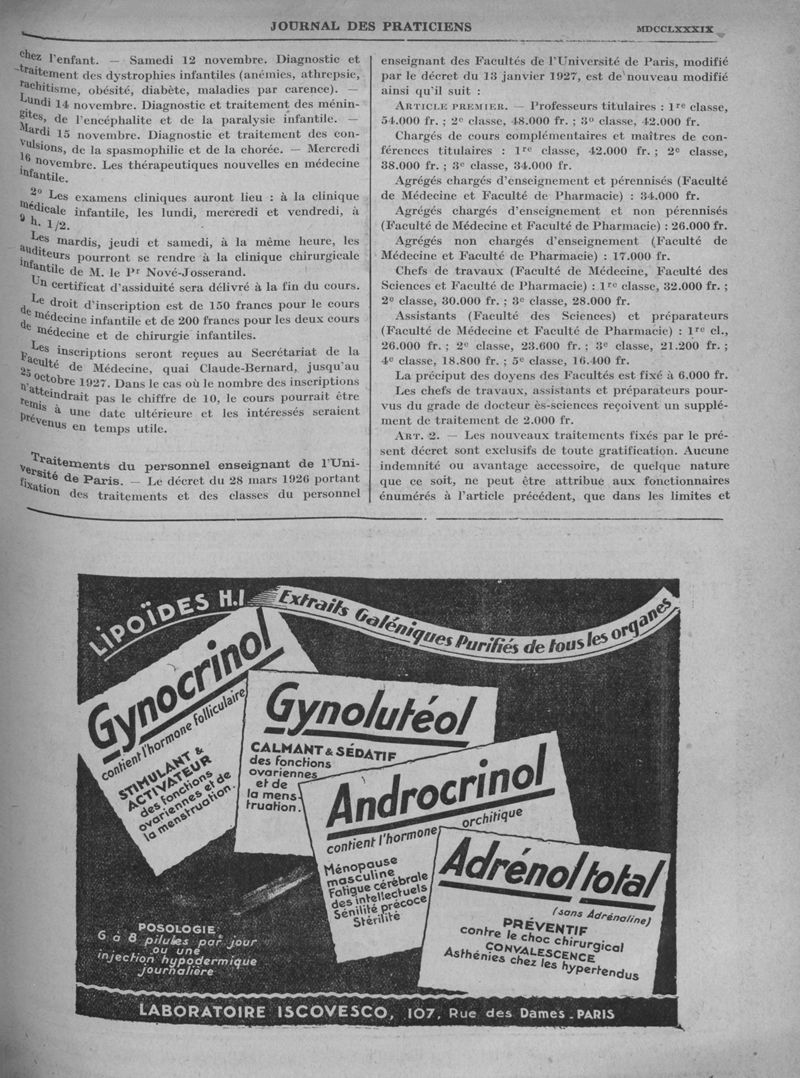 JOURNAL DES PRATICIENS
MDCCLXXXIX
chez l'enfant. — Samedi 12 novembre. Diagnostic et
traitement des dystrophies infantiles (anémies, athrepsie,
rachitisme, obésité, diabète, maladies par carence). —
Lundi 14 novembre. Diagnostic et traitement des ménin-
gites, de l'encéphalite et de la paralysie infantile. —
Mardi 15 novembre. Diagnostic et traitement des con-
vulsions, de la spasmophilie et de la chorée. — Mercredi
16 novembre. Les thérapeutiques nouvelles en médecine
infantile.
2° Les examens cliniques auront lieu : à la clinique
médicale infantile, les lundi, mercredi et vendredi, à
9 h. 1/2.
Les mardis, jeudi et samedi, à la même heure, les
auditeurs pourront se rendre à la clinique chirurgicale
infantile de M. le Pr Nové-Josserand.
Un certificat d'assiduité sera délivré à la fin du cours.
Le droit d'inscription est de 150 francs pour le cours
de médecine infantile et de 200 francs pour les deux cours
de médecine et de chirurgie infantiles.
Les inscriptions seront reçues au Secrétariat de la
Faculté de Médecine, quai Claude-Bernard, jusqu'au
25 octobre 1927. Dans le cas où le nombre des inscriptions
n'atteindrait pas le chiffre de 10, le cours pourrait être
remis à une date ultérieure et les intéressés seraient
prévenus en temps utile.
Traitements du personnel enseignant de l'Uni-
versité de Paris. — Le décret du 28 mars 1926 portant
fixation des traitements et des classes du personnel
enseignant des Facultés de l'Université de Paris, modifié
par le décret du 13 janvier 1927, est de nouveau modifié
ainsi qu'il suit :
ARTICLE PREMIER. — Professeurs titulaires : 1re classe,
54.000 fr. ; 2e classe, 48.000 fr. ; 3e classe, 42.000 fr.
Chargés de cours complémentaires et maîtres de con-
férences titulaires : 1re classe, 42.000 fr. ; 2e classe,
38.000 fr. ; 3e classe, 34.000 fr.
Agrégés chargés d'enseignement et pérennisés (Faculté
de Médecine et Faculté de Pharmacie) : 34.000 fr.
Agrégés chargés d'enseignement et non pérennisés
(Faculté de Médecine et Faculté de Pharmacie) : 26.000 fr.
Agrégés non chargés d'enseignement (Faculté de
Médecine et Faculté de Pharmacie) : 17.000 fr.
Chefs de travaux (Faculté de Médecine, Faculté des
Sciences et Faculté de Pharmacie) : 1re classe, 32.000 fr. ;
2e classe, 30.000 fr. ; 3e classe, 28.000 fr.
Assistants (Faculté des Sciences) et préparateurs
(Faculté de Médecine et Faculté de Pharmacie) : 1re cl.,
26.000 fr. ; 2e classe, 23.600 fr. ; 3e classe, 21.200 fr. ;
4e classe, 18.800 fr. ; 5e classe, 16.400 fr.
La préciput des doyens des Facultés est fixé à 6.000 fr.
Les chefs de travaux, assistants et préparateurs pour-
vus du grade de docteur ès-sciences reçoivent un supplé-
ment de traitement de 2.000 fr.
ART. 2. — Les nouveaux traitements fixés par le pré-
sent décret sont exclusifs de toute gratification. Aucune
indemnité ou avantage accessoire, de quelque nature
que ce soit, ne peut être attribue aux fonctionnaires
énumérés à l'article précédent, que dans les limites et
LIPOÏDES H.I
Extraits Galéniques Purifiés de tous les organes
Gynocrinol
contient l'hormone folliculaire
STIMULANT &
ACTIVATEUR
des fonctions
ovariennes et de
la menstruation.
Gynolutéol
CALMANT & SÉDATIF
des fonctions
ovariennes
et de
la mens-
truation.
Androcrinol
contient l'hormone orchitique
Ménopause
masculine
Fatigue cérébrale
des intellectuels
Sénilité précoce
Stérilité
Adrénol total
(sans Adrénaline)
PRÉVENTIF
contre le choc chirurgical
CONVALESCENCE
Asthénies chez les hypertendus
POSOLOGIE
6 à 8 pilules par jour
ou une
injection hypodermique
journalière
LABORATOIRE ISCOVESCO, 107, Rue des Dames - PARIS